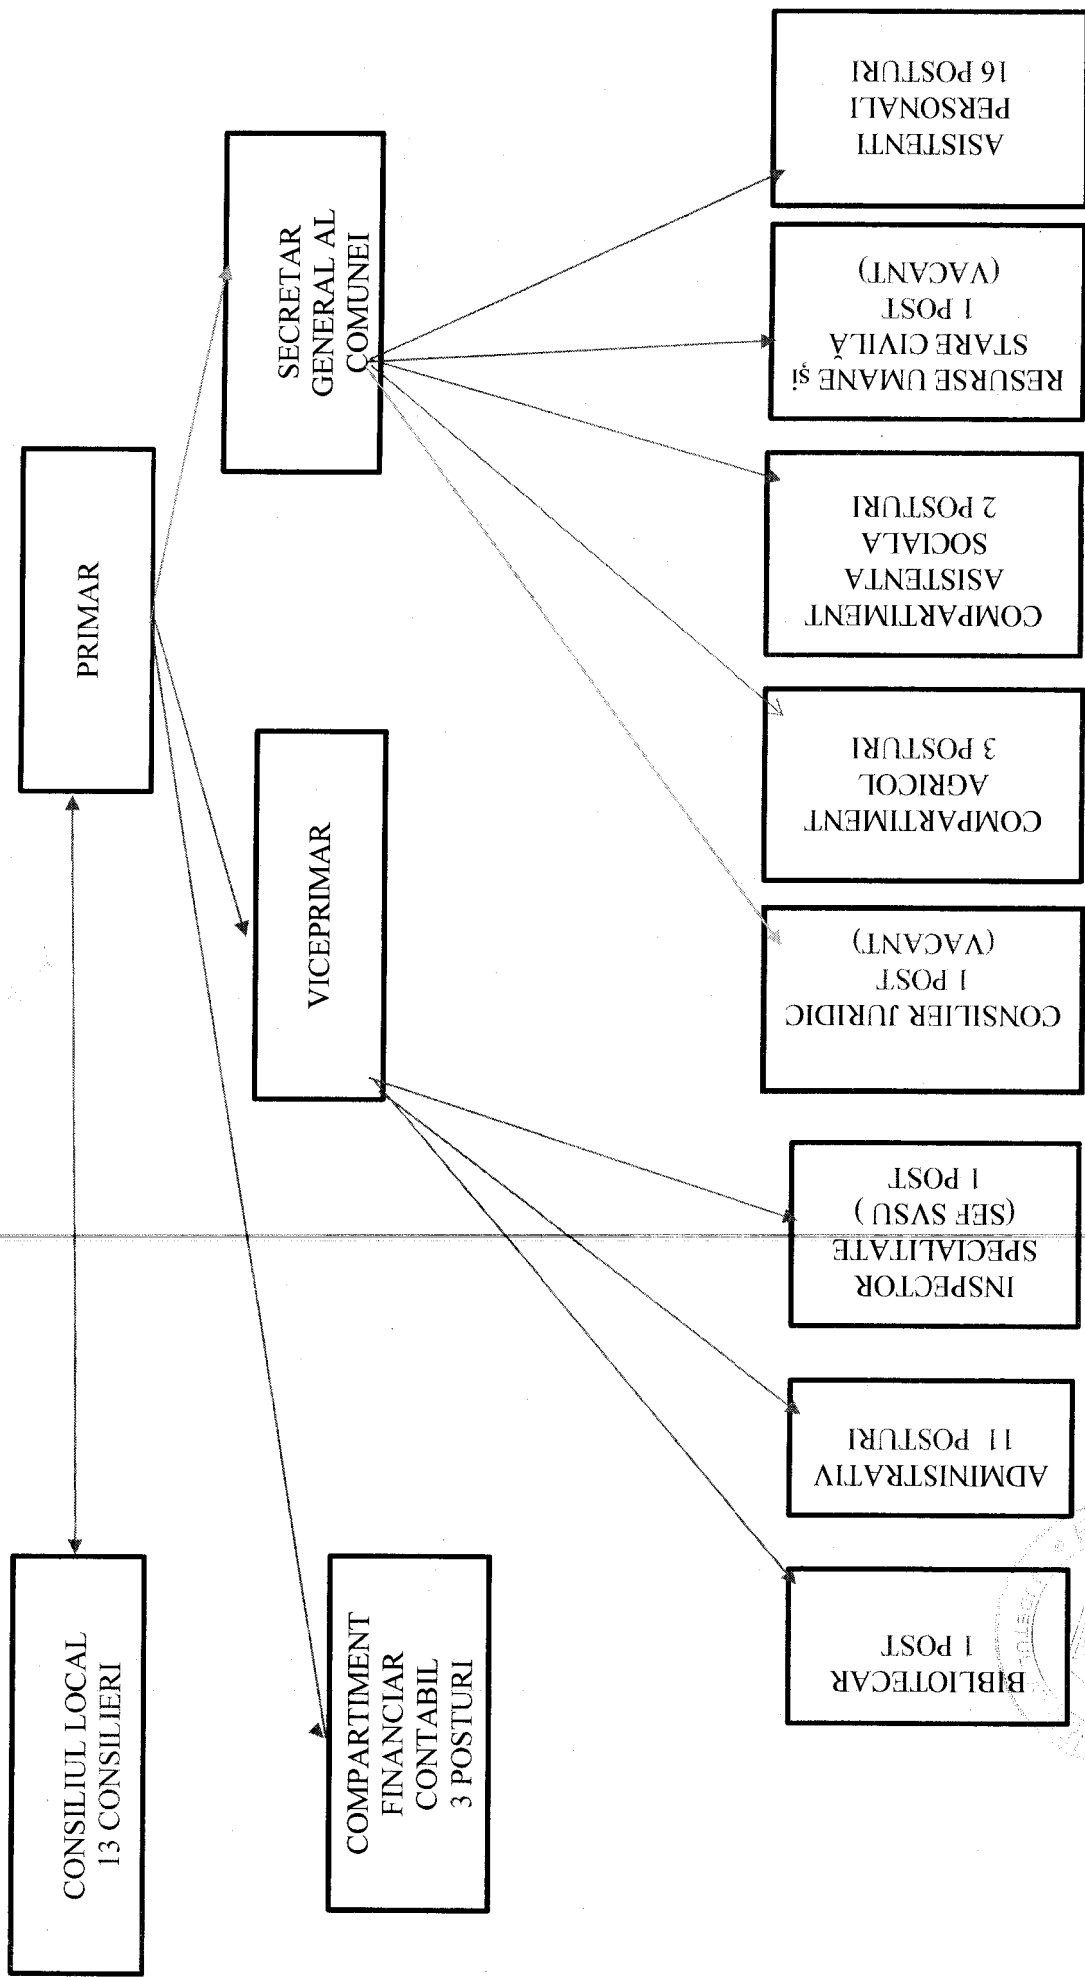 CONSILIUL LOCAL
13 CONSILIERI
PRIMAR
COMPARTIMENT
FINANCIAR
CONTABIL
3 POSTURI
VICEPRIMAR
SECRETAR
GENERAL AL
COMUNEI
BIBLIOTECAR
1 POST
ADMINISTRATIV
11 POSTURI
INSPECTOR
SPECIALITATE
(SEF SVSU )
1 POST
CONSILIER JURIDIC
1 POST
(VACANT)
COMPARTIMENT
AGRICOL
3 POSTURI
COMPARTIMENT
ASISTENTA
SOCIALA
2 POSTURI
RESURSE UMANE şi
STARE CIVILĂ
1 POST
(VACANT)
ASISTENTI
PERSONALI
16 POSTURI